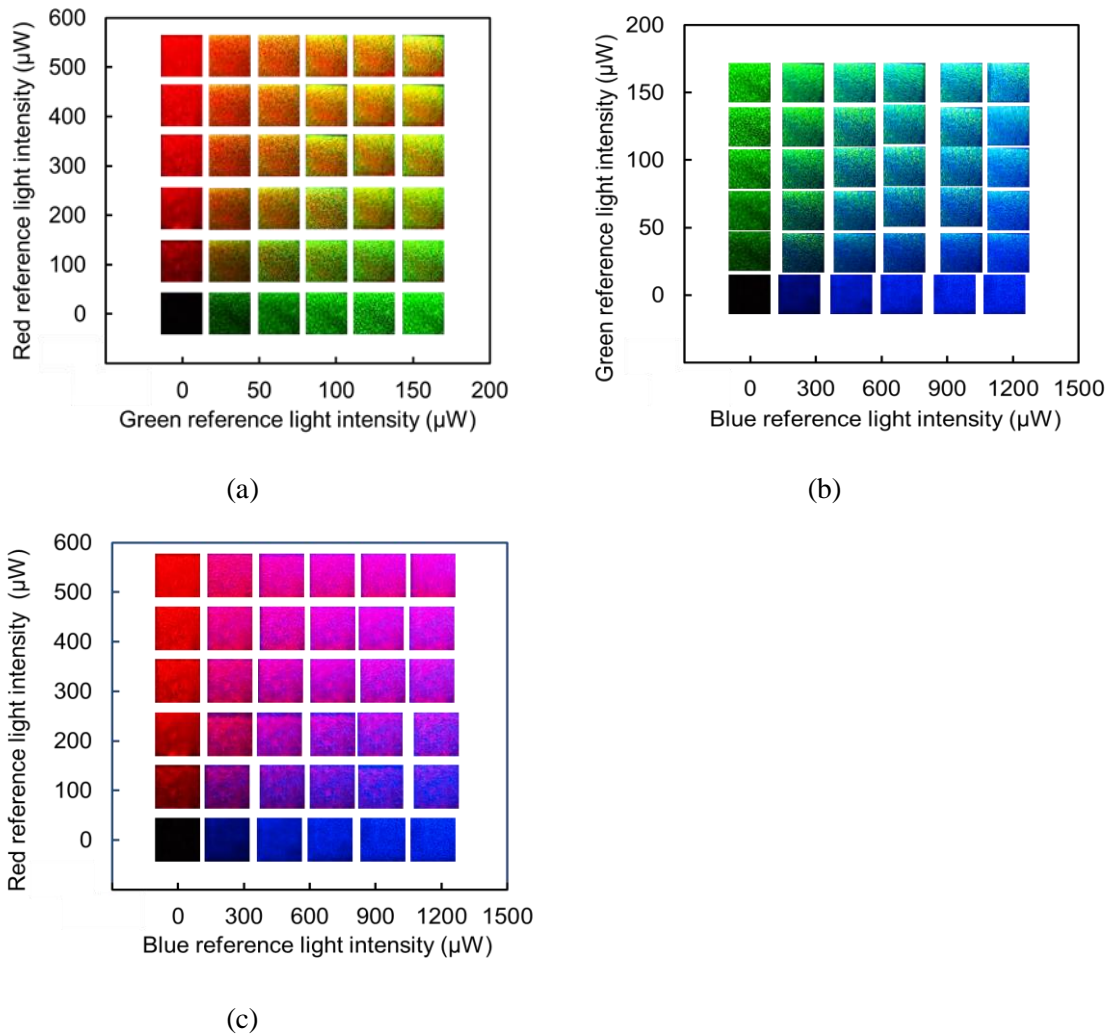 600
500
400
300
200
100
0
Red reference light intensity (µW)
0 50 100 150 200
Green reference light intensity (µW)
(a)
200
150
100
50
0
Green reference light intensity (µW)
0 300 600 900 1200 1500
Blue reference light intensity (µW)
(b)
600
500
400
300
200
100
0
Red reference light intensity (µW)
0 300 600 900 1200 1500
Blue reference light intensity (µW)
(c)